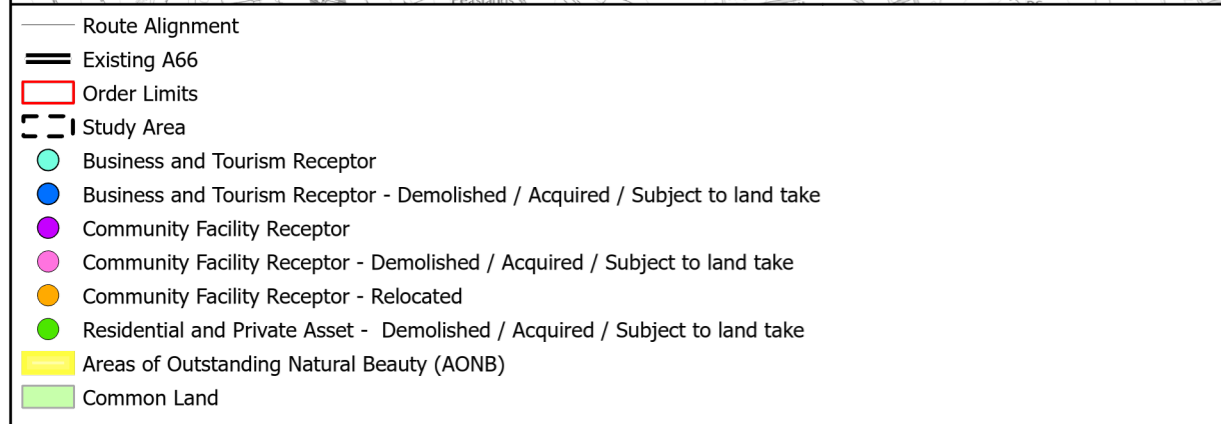 Route Alignment
Existing A66
Order Limits
Study Area
Business and Tourism Receptor
Business and Tourism Receptor - Demolished / Acquired / Subject to land take
Community Facility Receptor
Community Facility Receptor - Demolished / Acquired / Subject to land take
Community Facility Receptor - Relocated
Residential and Private Asset -  Demolished / Acquired / Subject to land take
Areas of Outstanding Natural Beauty (AONB)
Common Land